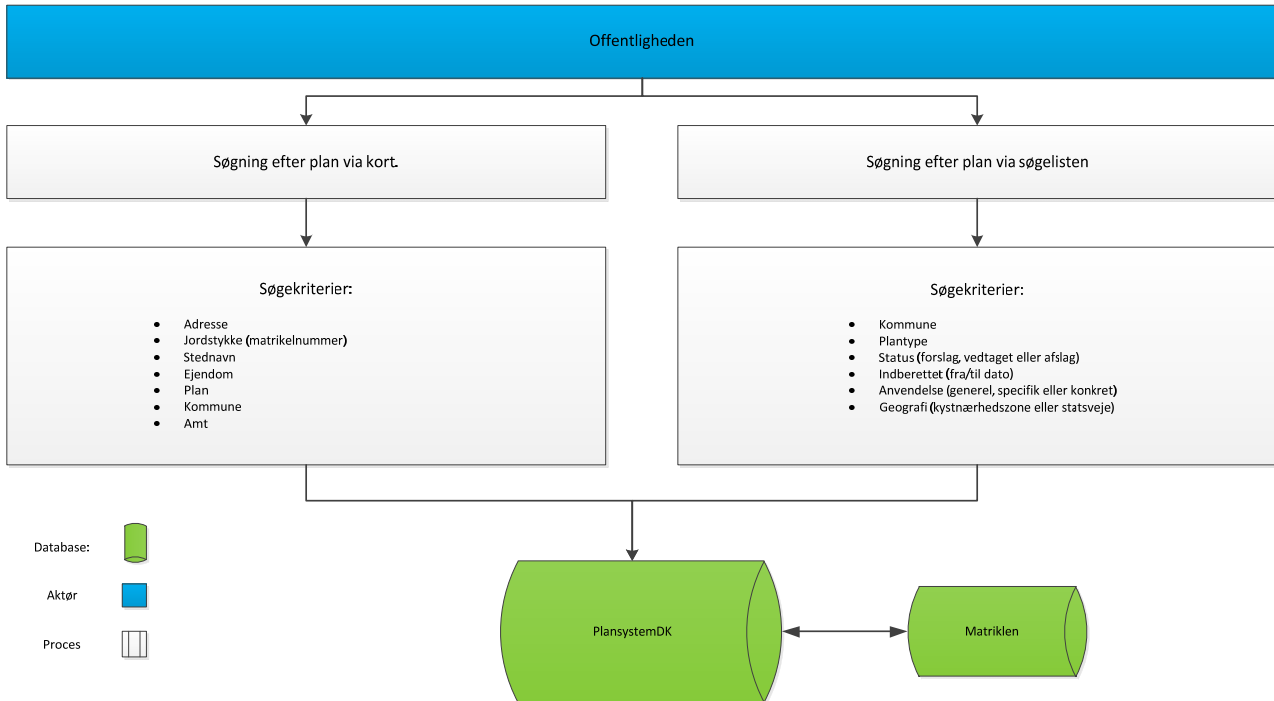 Offentligheden
Søgning efter plan via kort.
Søgning efter plan via søgelisten
Søgekriterier:
• Adresse
• Jordstykke (matrikelnummer)
• Stednavn
• Ejendom
• Plan
• Kommune
• Amt
Søgekriterier:
• Kommune
• Plantype
• Status (forslag, vedtaget eller afslag)
• Indberettet (fra/til dato)
• Anvendelse (generel, specifik eller konkret)
• Geografi (kystnærhedszone eller statsveje)
Database:
Aktør
Proces
PlansystemDK
Matriklen